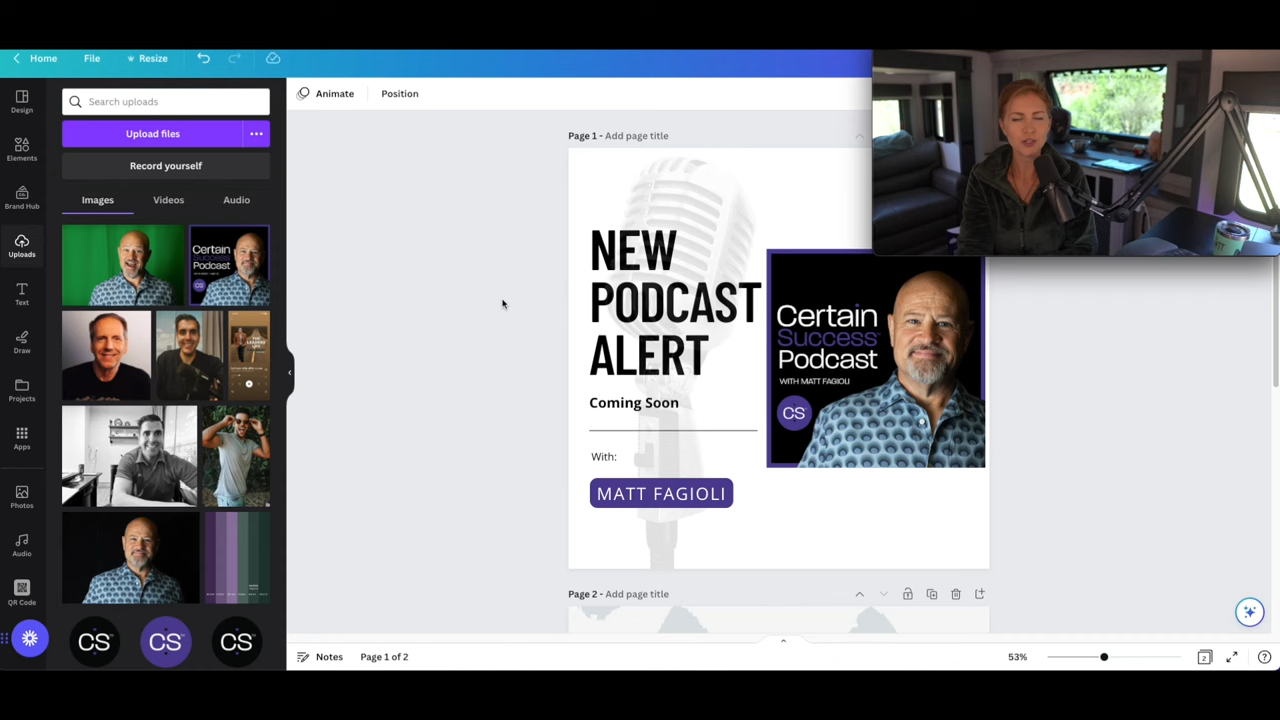 Home
File
Resize
Animate
Position
Design
Elements
Brand Hub
Uploads
Text
Draw
Projects
Apps
Photos
Audio
QR Code
Search uploads
Upload files
Record yourself
Images
Videos
Audio
Certain
Success
Podcast
CS
CS
CS
CS
Page 1 - Add page title
NEW
PODCAST
ALERT
Coming Soon
With:
MATT FAGIOLI
Certain
Success
Podcast
WITH MATT FAGIOLI
CS
Page 2 - Add page title
Notes
Page 1 of 2
53%
2